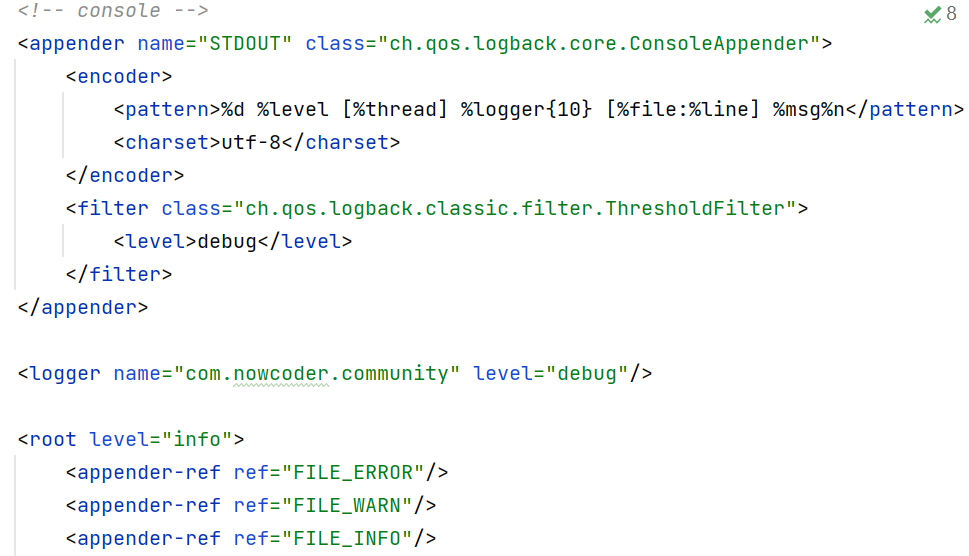 <!-- console -->
8
<appender name="STDOUT" class="ch.qos.logback.core.ConsoleAppender">
    <encoder>
        <pattern>%d %level [%thread] %logger{10} [%file:%line] %msg%n</pattern>
        <charset>utf-8</charset>
    </encoder>
    <filter class="ch.qos.logback.classic.filter.ThresholdFilter">
        <level>debug</level>
    </filter>
</appender>
<logger name="com.nowcoder.community" level="debug"/>
<root level="info">
    <appender-ref ref="FILE_ERROR"/>
    <appender-ref ref="FILE_WARN"/>
    <appender-ref ref="FILE_INFO"/>